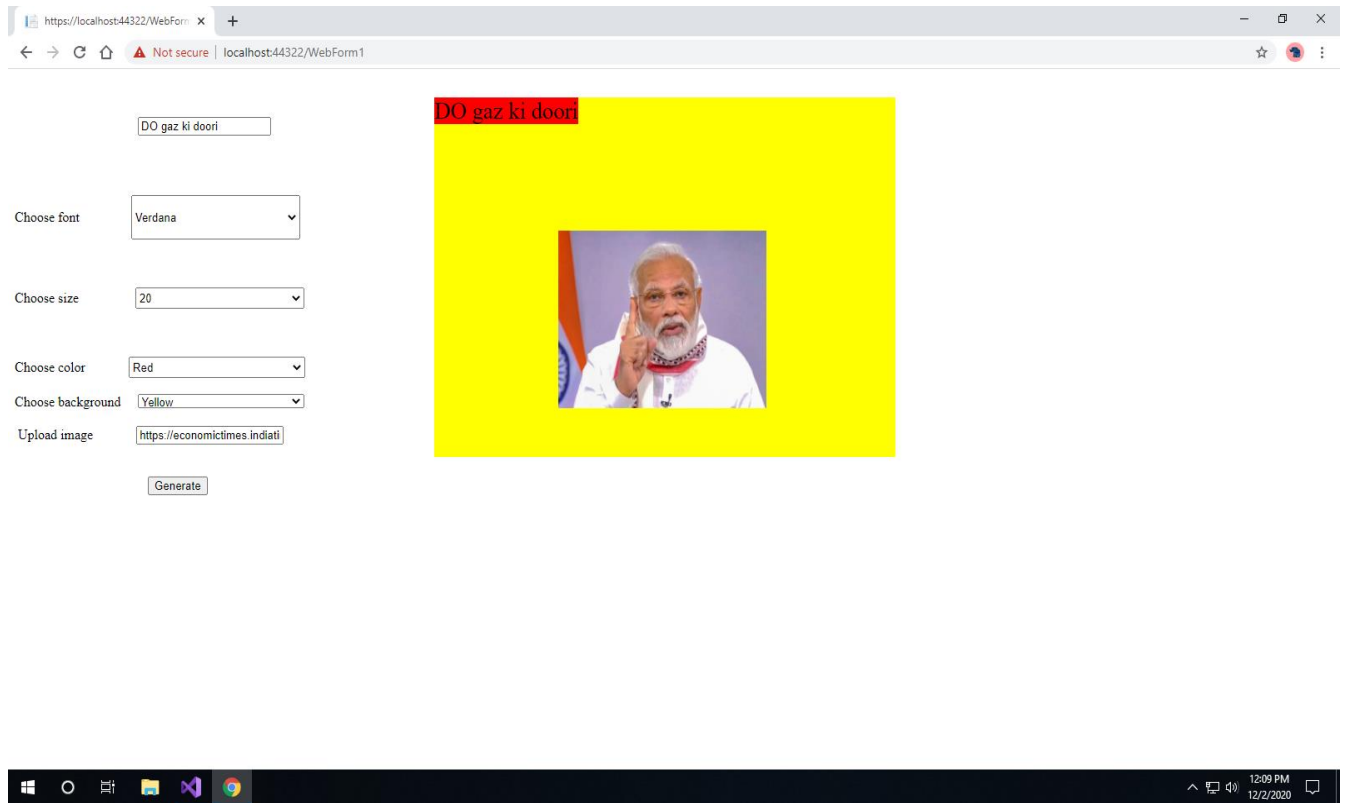 https://localhost:44322/WebForm
Not secure | localhost:44322/WebForm1
DO gaz ki doori
DO gaz ki doori
Choose font Verdana
Choose size 20
Choose color Red
Choose background Yellow
Upload image https://economictimes.indiati
Generate
12:09 PM
12/2/2020